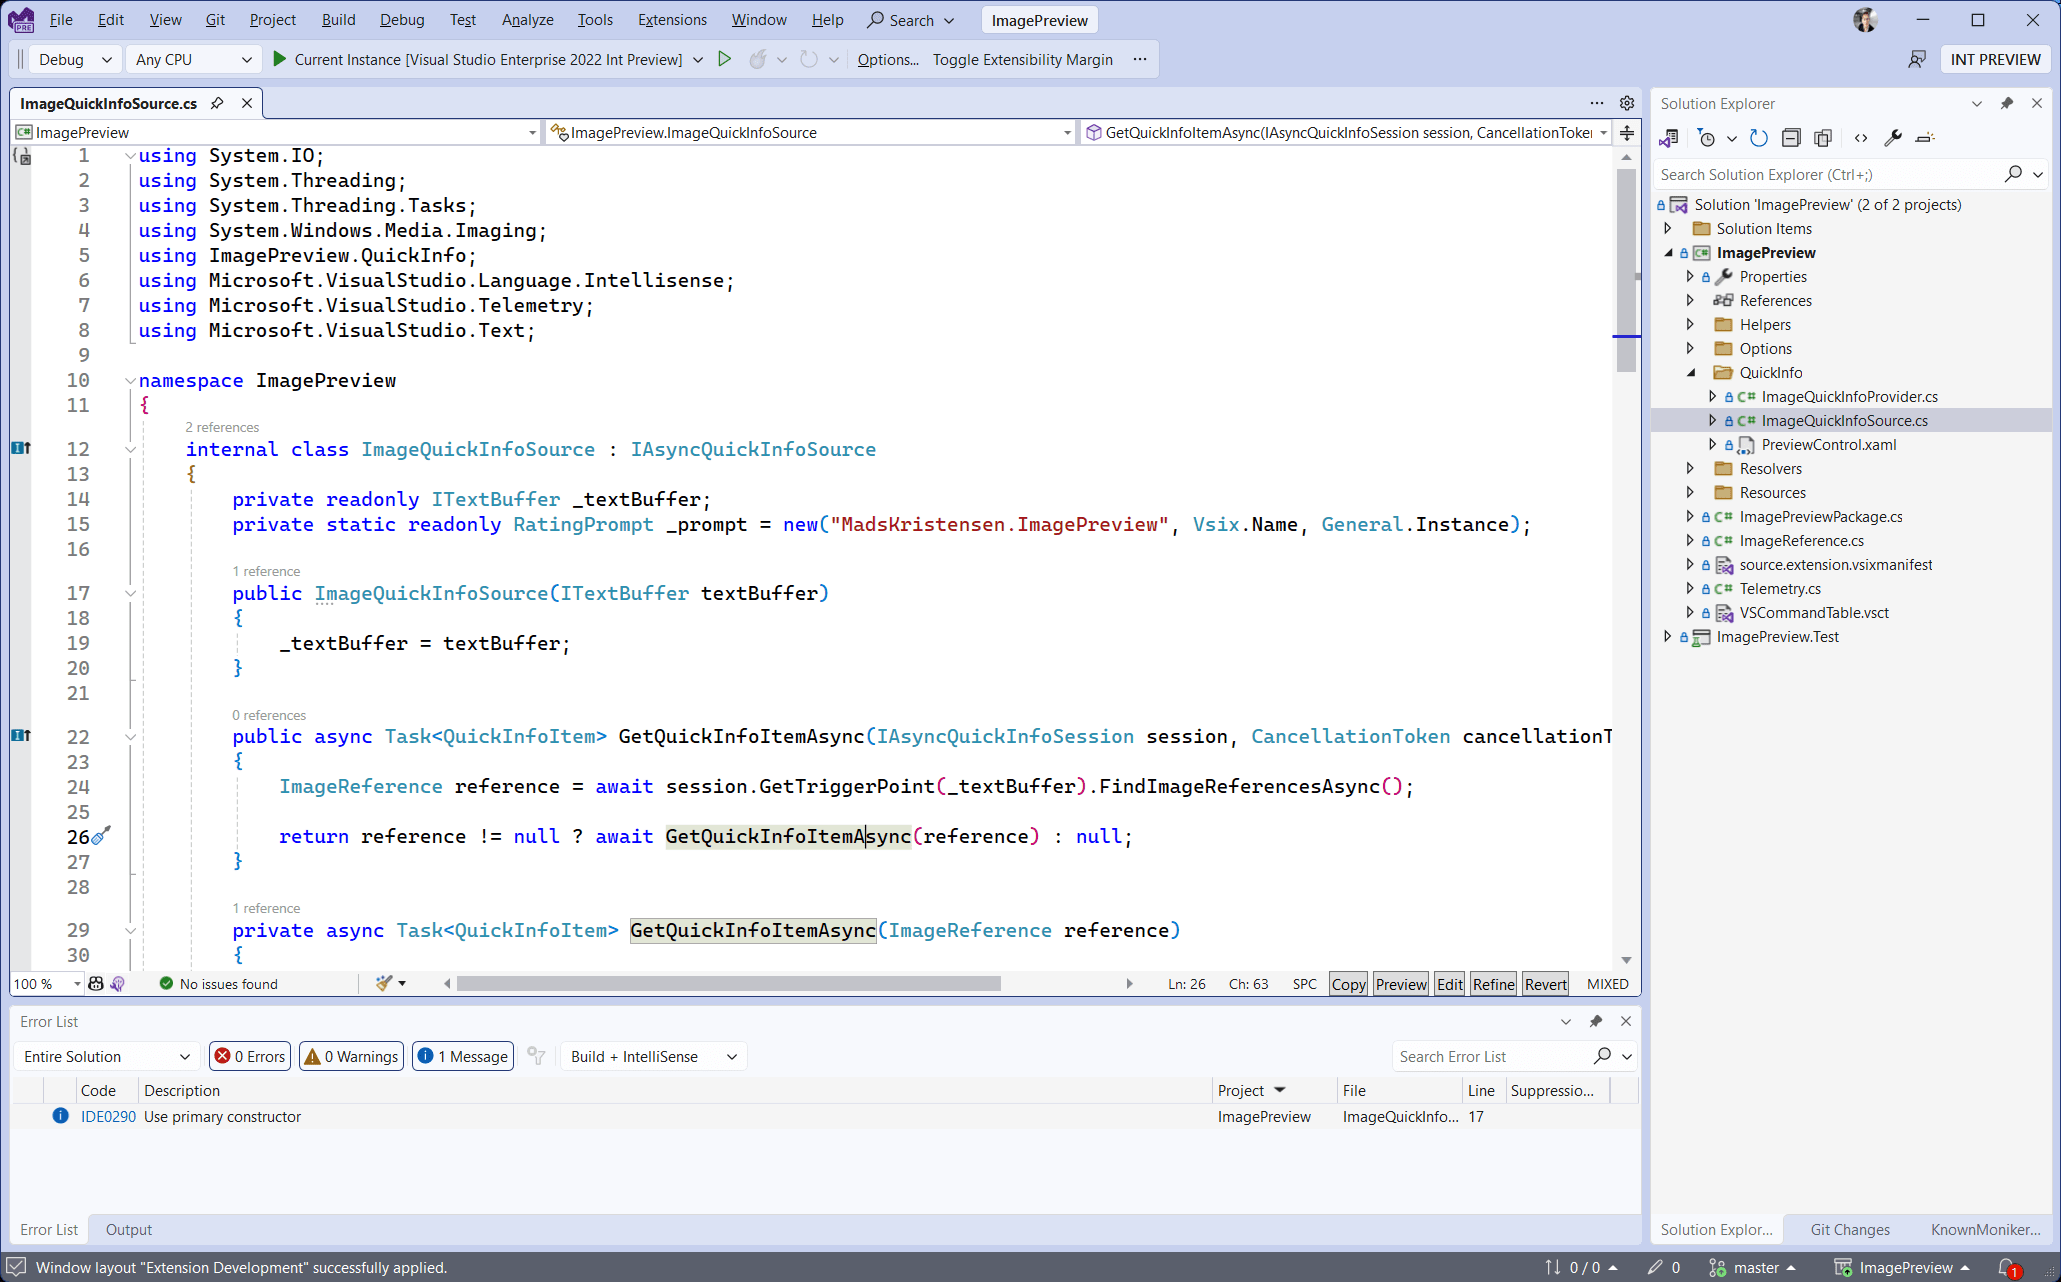 File Edit View Git Project Build Debug Test Analyze Tools Extensions Window Help Search ImagePreview
Debug Any CPU Current Instance [Visual Studio Enterprise 2022 Int Preview] Options... Toggle Extensibility Margin INT PREVIEW
ImageQuickInfoSource.cs
ImagePreview ImagePreview.ImageQuickInfoSource GetQuickInfoItemAsync(IAsyncQuickInfoSession session, CancellationToken
1 using System.IO;
2 using System.Threading;
3 using System.Threading.Tasks;
4 using System.Windows.Media.Imaging;
5 using ImagePreview.QuickInfo;
6 using Microsoft.VisualStudio.Language.Intellisense;
7 using Microsoft.VisualStudio.Telemetry;
8 using Microsoft.VisualStudio.Text;
9
10 namespace ImagePreview
11 {
2 references
12 internal class ImageQuickInfoSource : IAsyncQuickInfoSource
13 {
14 private readonly ITextBuffer _textBuffer;
15 private static readonly RatingPrompt _prompt = new("MadsKristensen.ImagePreview", Vsix.Name, General.Instance);
16
1 reference
17 public ImageQuickInfoSource(ITextBuffer textBuffer)
18 {
19 _textBuffer = textBuffer;
20 }
21
0 references
22 public async Task<QuickInfoItem> GetQuickInfoItemAsync(IAsyncQuickInfoSession session, CancellationToken cancellationT
23 {
24 ImageReference reference = await session.GetTriggerPoint(_textBuffer).FindImageReferencesAsync();
25
26 return reference != null ? await GetQuickInfoItemAsync(reference) : null;
27 }
28
1 reference
29 private async Task<QuickInfoItem> GetQuickInfoItemAsync(ImageReference reference)
30 {
100 % No issues found Ln: 26 Ch: 63 SPC Copy Preview Edit Refine Revert MIXED
Error List
Entire Solution 0 Errors 0 Warnings 1 Message Build + IntelliSense Search Error List
Code Description Project File Line Suppressio...
IDE0290 Use primary constructor ImagePreview ImageQuickInfo... 17
Error List Output
Solution Explorer
Search Solution Explorer (Ctrl+;)
Solution 'ImagePreview' (2 of 2 projects)
Solution Items
ImagePreview
Properties
References
Helpers
Options
QuickInfo
C# ImageQuickInfoProvider.cs
C# ImageQuickInfoSource.cs
PreviewControl.xaml
Resolvers
Resources
C# ImagePreviewPackage.cs
C# ImageReference.cs
source.extension.vsixmanifest
C# Telemetry.cs
VSCommandTable.vsct
ImagePreview.Test
Solution Explor... Git Changes KnownMoniker...
Window layout "Extension Development" successfully applied. 0 / 0 0 master ImagePreview 1